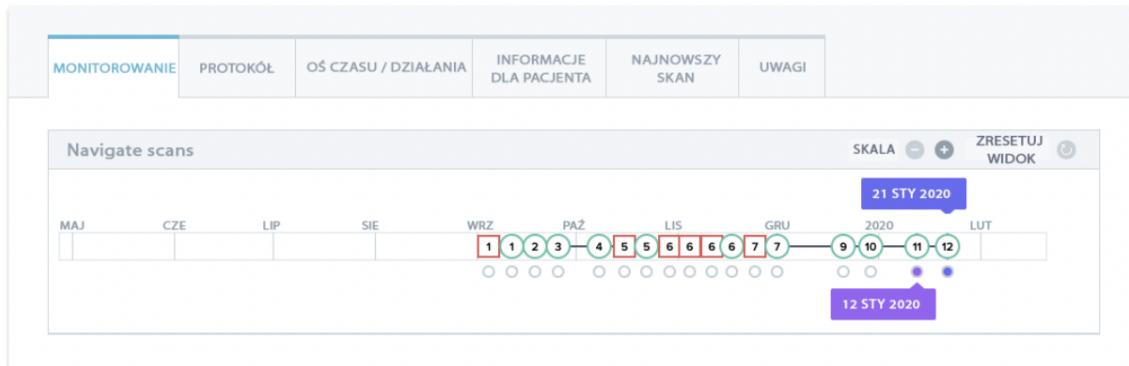 MONITOROWANIE
PROTOKÓŁ
OŚ CZASU / DZIAŁANIA
INFORMACJE
DLA PACJENTA
NAJNOWSZY
SKAN
UWAGI
Navigate scans
SKALA
ZRESETUJ
WIDOK
21 STY 2020
MAJ CZE LIP SIE WRZ PAŹ LIS GRU 2020 LUT
1 1 2 3 4 5 5 6 6 6 6 7 7 9 10 11 12
12 STY 2020